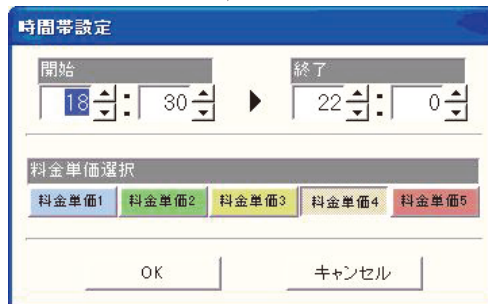 時間帯設定
開始 終了
18 : 30 ▶ 22 : 0
料金単価選択
料金単価1 料金単価2 料金単価3 料金単価4 料金単価5
OK キャンセル